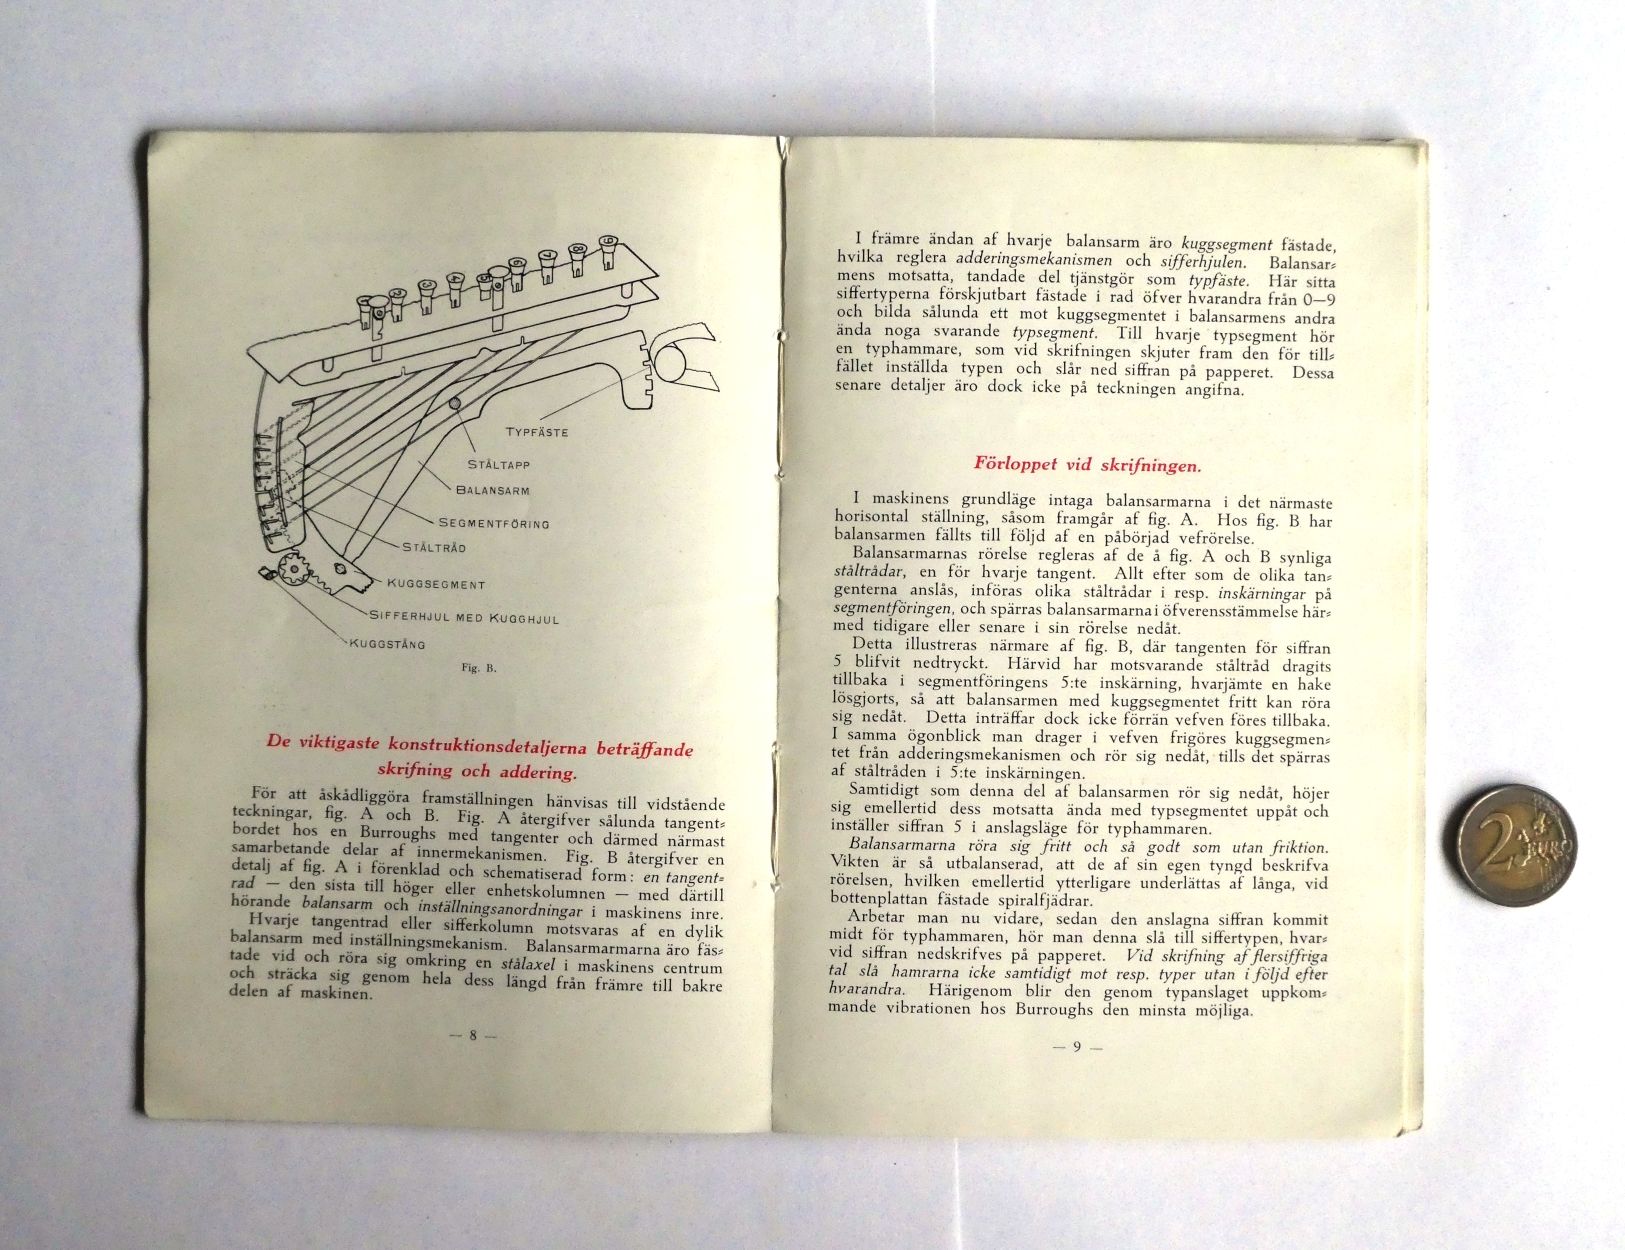 TYPFÄSTE
STÅLTAPP
BALANSARM
SEGMENTFÖRING
STÅLTRÅD
KUGGSEGMENT
SIFFERHJUL MED KUGGHJUL
KUGGSTÅNG
Fig. B.
De viktigaste konstruktionsdetaljerna beträffande
skrifning och addering.
För att åskådliggöra framställningen hänvisas till vidstående
teckningar, fig. A och B. Fig. A återgifver sålunda tangent-
bordet hos en Burroughs med tangenter och därmed närmast
samarbetande delar af innermekanismen. Fig. B återgifver en
detalj af fig. A i förenklad och schematiserad form: en tangent-
rad — den sista till höger eller enhetskolumnen — med därtill
hörande balansarm och inställningsanordningar i maskinens inre.
Hvarje tangentrad eller sifferkolumn motsvaras af en dylik
balansarm med inställningsmekanism. Balansarmarmarna äro fäs-
tade vid och röra sig omkring en stålaxel i maskinens centrum
och sträcka sig genom hela dess längd från främre till bakre
delen af maskinen.
— 8 —
I främre ändan af hvarje balansarm äro kuggsegment fästade,
hvilka reglera adderingsmekanismen och sifferhjulen. Balansar-
mens motsatta, tandade del tjänstgör som typfäste. Här sitta
siffertyperna förskjutbart fästade i rad öfver hvarandra från 0—9
och bilda sålunda ett mot kuggsegmentet i balansarmens andra
ända noga svarande typsegment. Till hvarje typsegment hör
en typhammare, som vid skrifningen skjuter fram den för till-
fället inställda typen och slår ned siffran på papperet. Dessa
senare detaljer äro dock icke på teckningen angifna.
Förloppet vid skrifningen.
I maskinens grundläge intaga balansarmarna i det närmaste
horisontal ställning, såsom framgår af fig. A. Hos fig. B har
balansarmen fällts till följd af en påbörjad vefrörelse.
Balansarmarnas rörelse regleras af de å fig. A och B synliga
ståltrådar, en för hvarje tangent. Allt efter som de olika tan-
genterna anslås, införas olika ståltrådar i resp. inskärningar på
segmentföringen, och spärras balansarmarna i öfverensstämmelse här-
med tidigare eller senare i sin rörelse nedåt.
Detta illustreras närmare af fig. B, där tangenten för siffran
5 blifvit nedtryckt. Härvid har motsvarande ståltråd dragits
tillbaka i segmentföringens 5:te inskärning, hvarjämte en hake
lösgjorts, så att balansarmen med kuggsegmentet fritt kan röra
sig nedåt. Detta inträffar dock icke förrän vefven föres tillbaka.
I samma ögonblick man drager i vefven frigöres kuggsegmen-
tet från adderingsmekanismen och rör sig nedåt, tills det spärras
af ståltråden i 5:te inskärningen.
Samtidigt som denna del af balansarmen rör sig nedåt, höjer
sig emellertid dess motsatta ända med typsegmentet uppåt och
inställer siffran 5 i anslagsläge för typhammaren.
Balansarmarna röra sig fritt och så godt som utan friktion.
Vikten är så utbalanserad, att de af sin egen tyngd beskrifva
rörelsen, hvilken emellertid ytterligare underlättas af långa, vid
bottenplattan fästade spiralfjädrar.
Arbetar man nu vidare, sedan den anslagna siffran kommit
midt för typhammaren, hör man denna slå till siffertypen, hvar-
vid siffran nedskrifves på papperet. Vid skrifning af flersiffriga
tal slå hamrarna icke samtidigt mot resp. typer utan i följd efter
hvarandra. Härigenom blir den genom typanslaget uppkom-
mande vibrationen hos Burroughs den minsta möjliga.
— 9 —
2 EURO